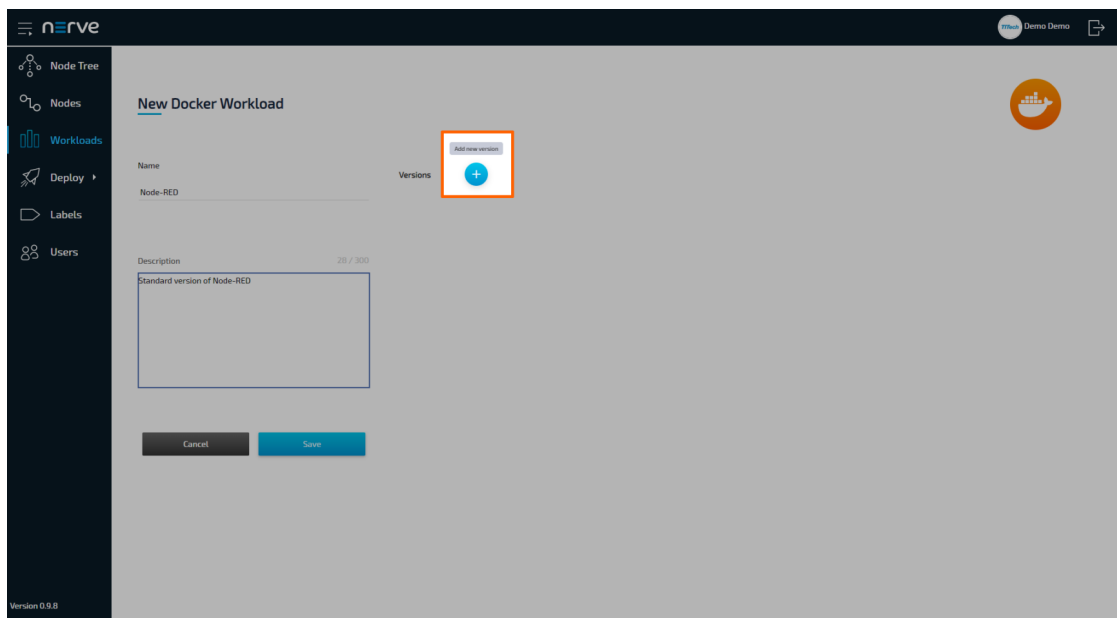 nerve
TTTech
Demo Demo
Node Tree
Nodes
Workloads
Deploy
Labels
Users
Version 0.9.8
New Docker Workload
Name
Node-RED
Description 28 / 300
Standard version of Node-RED
Cancel Save
Versions
Add new version
+